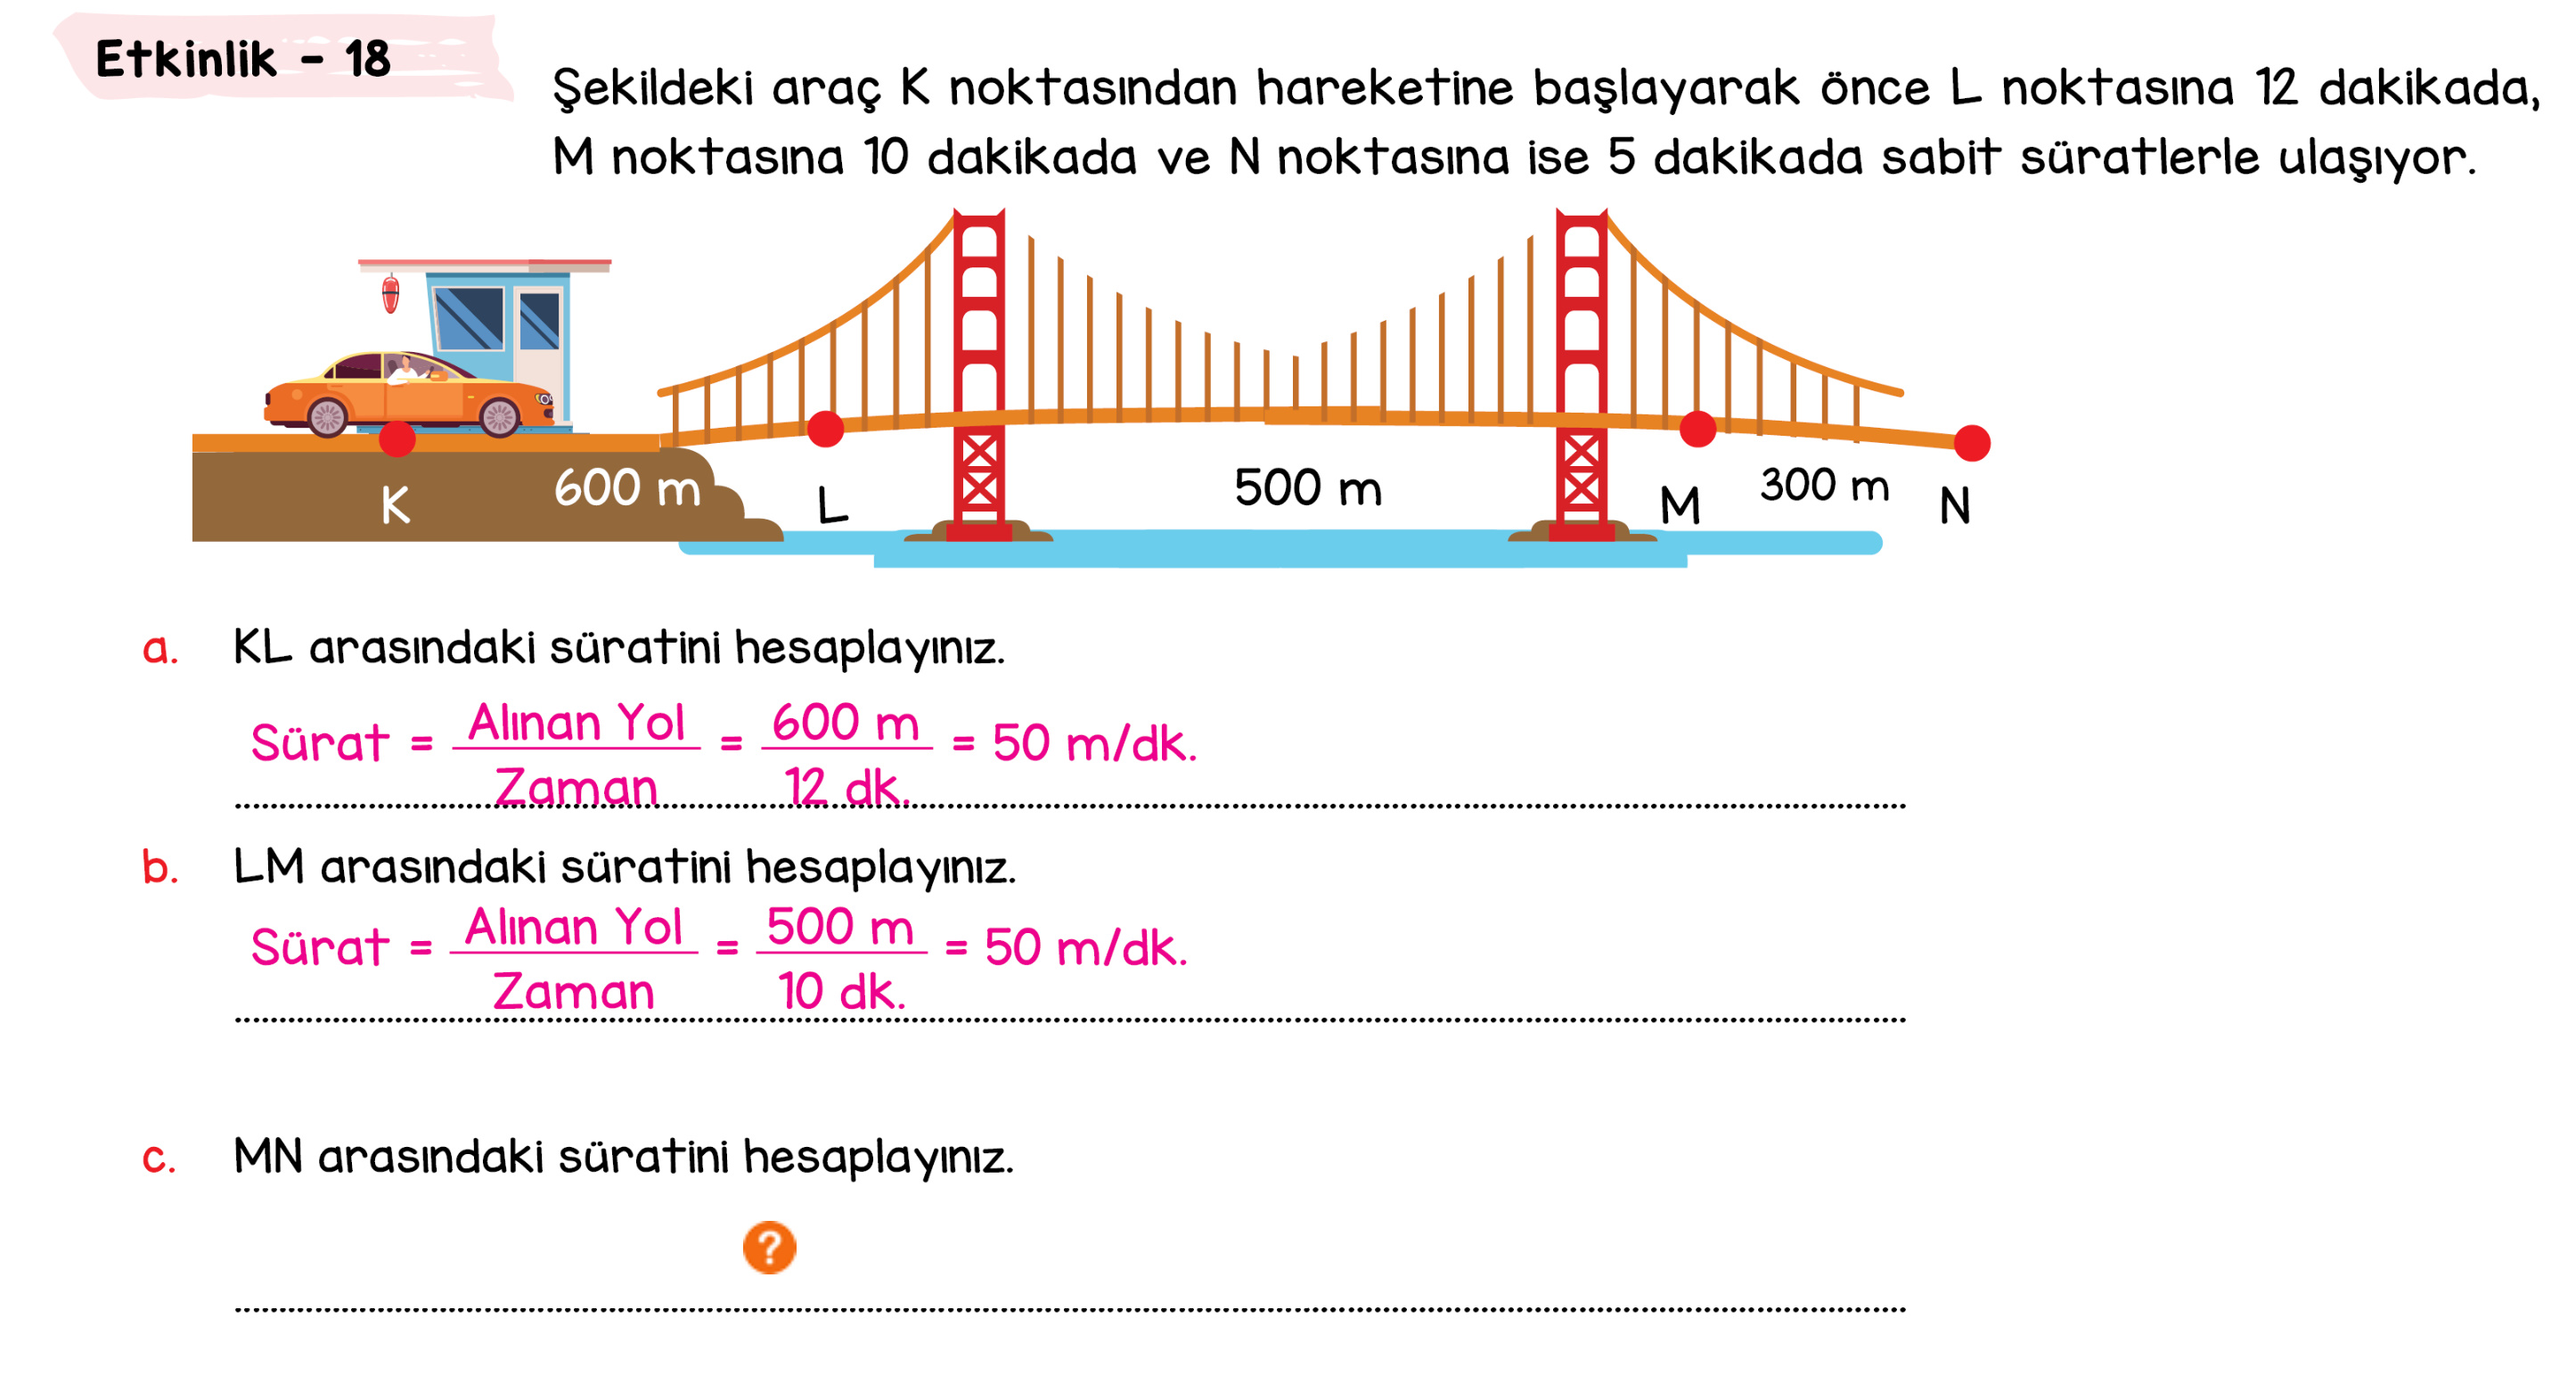 Etkinlik - 18
Şekildeki araç K noktasından hareketine başlayarak önce L noktasına 12 dakikada,
M noktasına 10 dakikada ve N noktasına ise 5 dakikada sabit süratlerle ulaşıyor.
K 600 m L 500 m M 300 m N
a. KL arasındaki süratini hesaplayınız.
Sürat = Alınan Yol / Zaman = 600 m / 12 dk. = 50 m/dk.
b. LM arasındaki süratini hesaplayınız.
Sürat = Alınan Yol / Zaman = 500 m / 10 dk. = 50 m/dk.
c. MN arasındaki süratini hesaplayınız.
?